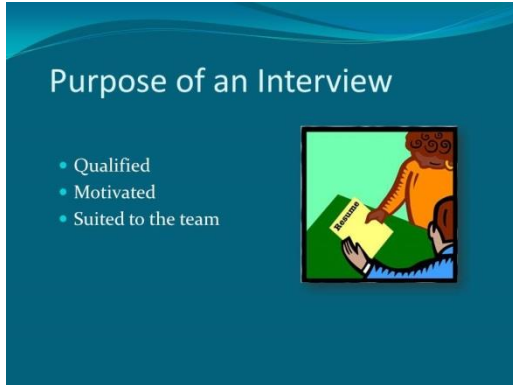 Purpose of an Interview
Qualified
Motivated
Suited to the team
Resume